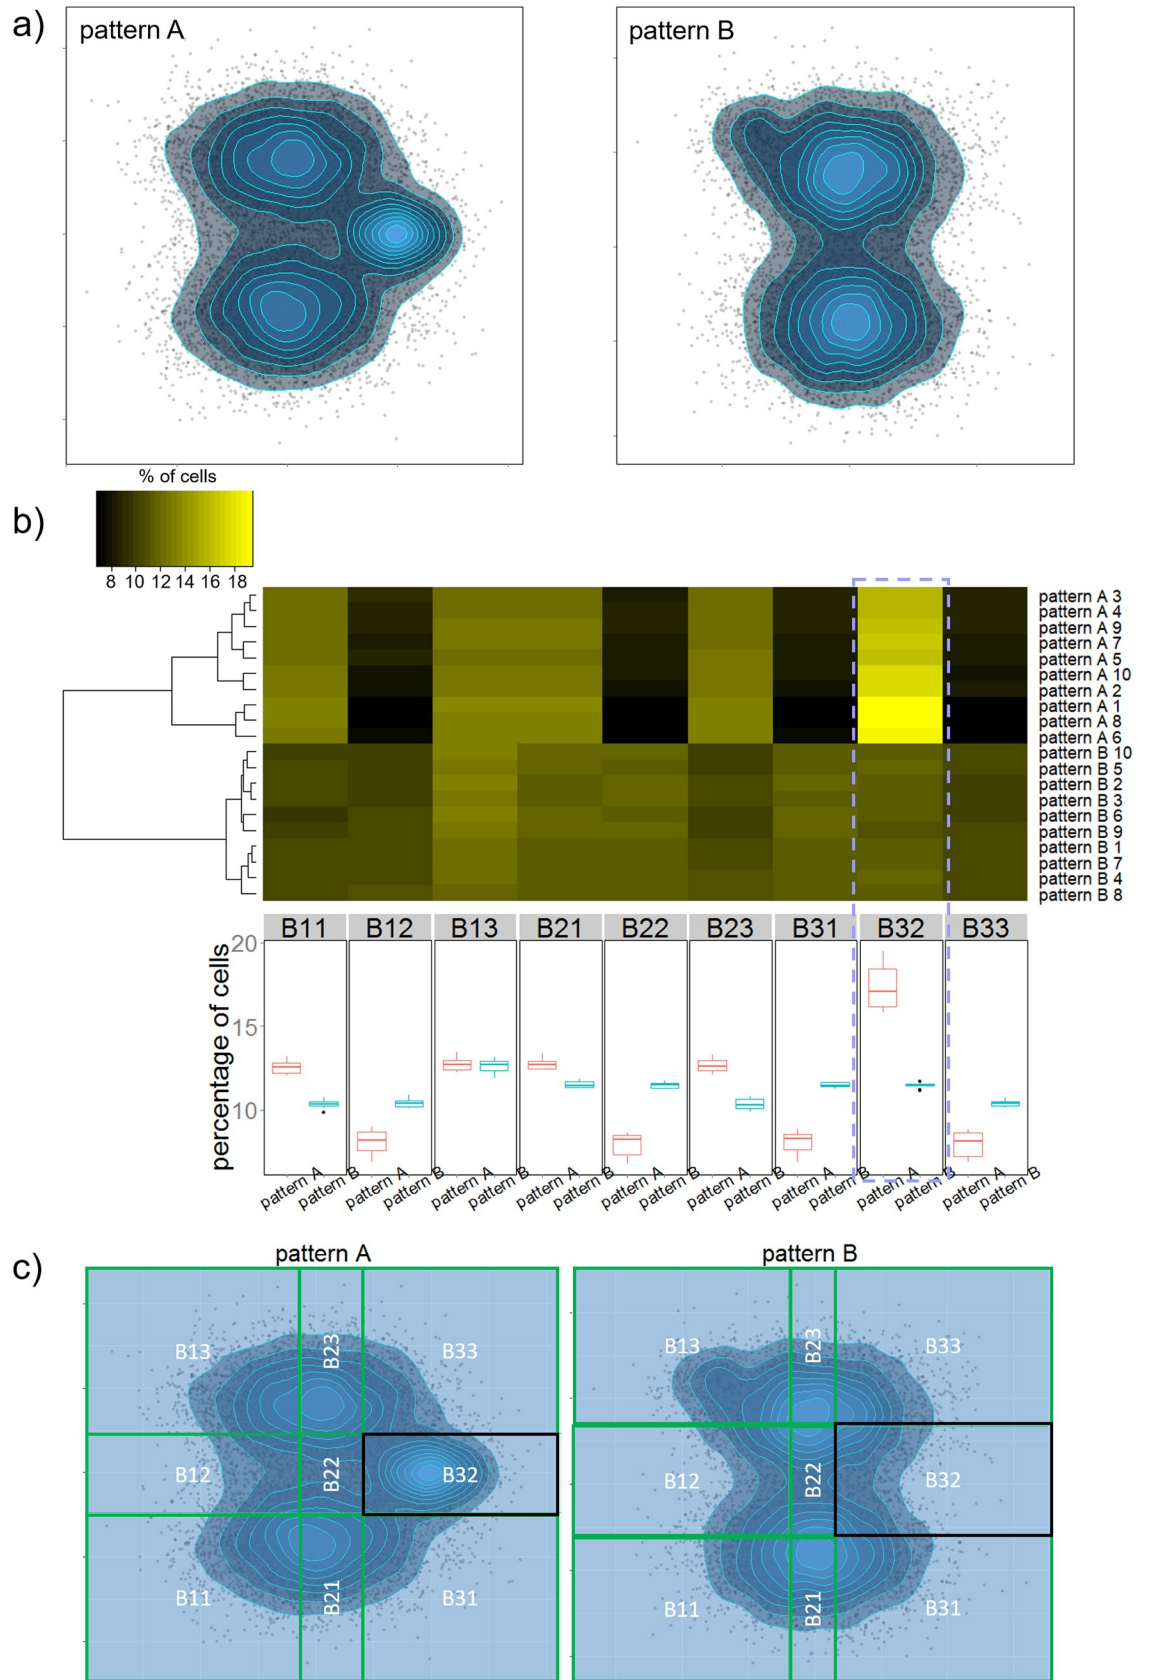 a)
pattern A
pattern B
% of cells
b)
8 10 12 14 16 18
pattern A 3
pattern A 4
pattern A 9
pattern A 7
pattern A 5
pattern A 10
pattern A 2
pattern A 1
pattern A 8
pattern A 6
pattern B 10
pattern B 5
pattern B 2
pattern B 3
pattern B 6
pattern B 9
pattern B 1
pattern B 7
pattern B 4
pattern B 8
B11 B12 B13 B21 B22 B23 B31 B32 B33
percentage of cells
20
15
10
pattern A pattern B pattern A pattern B pattern A pattern B pattern A pattern B pattern A pattern B pattern A pattern B pattern A pattern B pattern A pattern B pattern A pattern B
c)
pattern A
pattern B
B13 B23 B33
B12 B22 B32
B11 B21 B31
B13 B23 B33
B12 B22 B32
B11 B21 B31